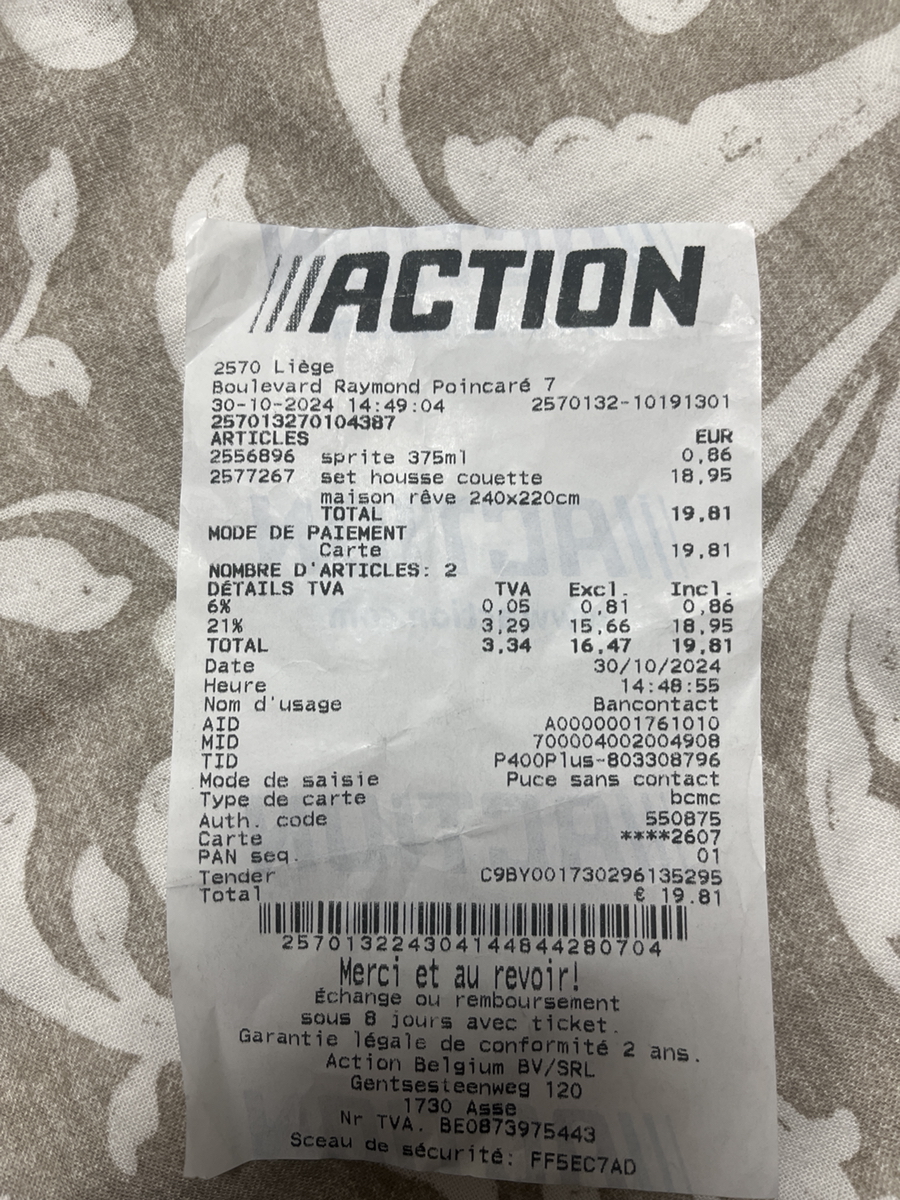 ACTION
2570 Liège
Boulevard Raymond Poincaré 7
30-10-2024 14:49:04 2570132-10191301
257013270104387
ARTICLES EUR
2556896 sprite 375ml 0,86
2577267 set housse couette 18,95
maison rêve 240x220cm
TOTAL 19,81
MODE DE PAIEMENT
Carte 19,81
NOMBRE D'ARTICLES: 2
DÉTAILS TVA TVA Excl. Incl.
6% 0,05 0,81 0,86
21% 3,29 15,66 18,95
TOTAL 3,34 16,47 19,81
Date 30/10/2024
Heure 14:48:55
Nom d'usage Bancontact
AID A0000001761010
MID 700004002004908
TID P400Plus-803308796
Mode de saisie Puce sans contact
Type de carte bcmc
Auth. code 550875
Carte ****2607
PAN seq. 01
Tender C9BY001730296135295
Total € 19.81
257013224304144844280704
Merci et au revoir!
Échange ou remboursement
sous 8 jours avec ticket.
Garantie légale de conformité 2 ans.
Action Belgium BV/SRL
Gentsesteenweg 120
1730 Asse
Nr TVA. BE0873975443
Sceau de sécurité: FF5EC7AD